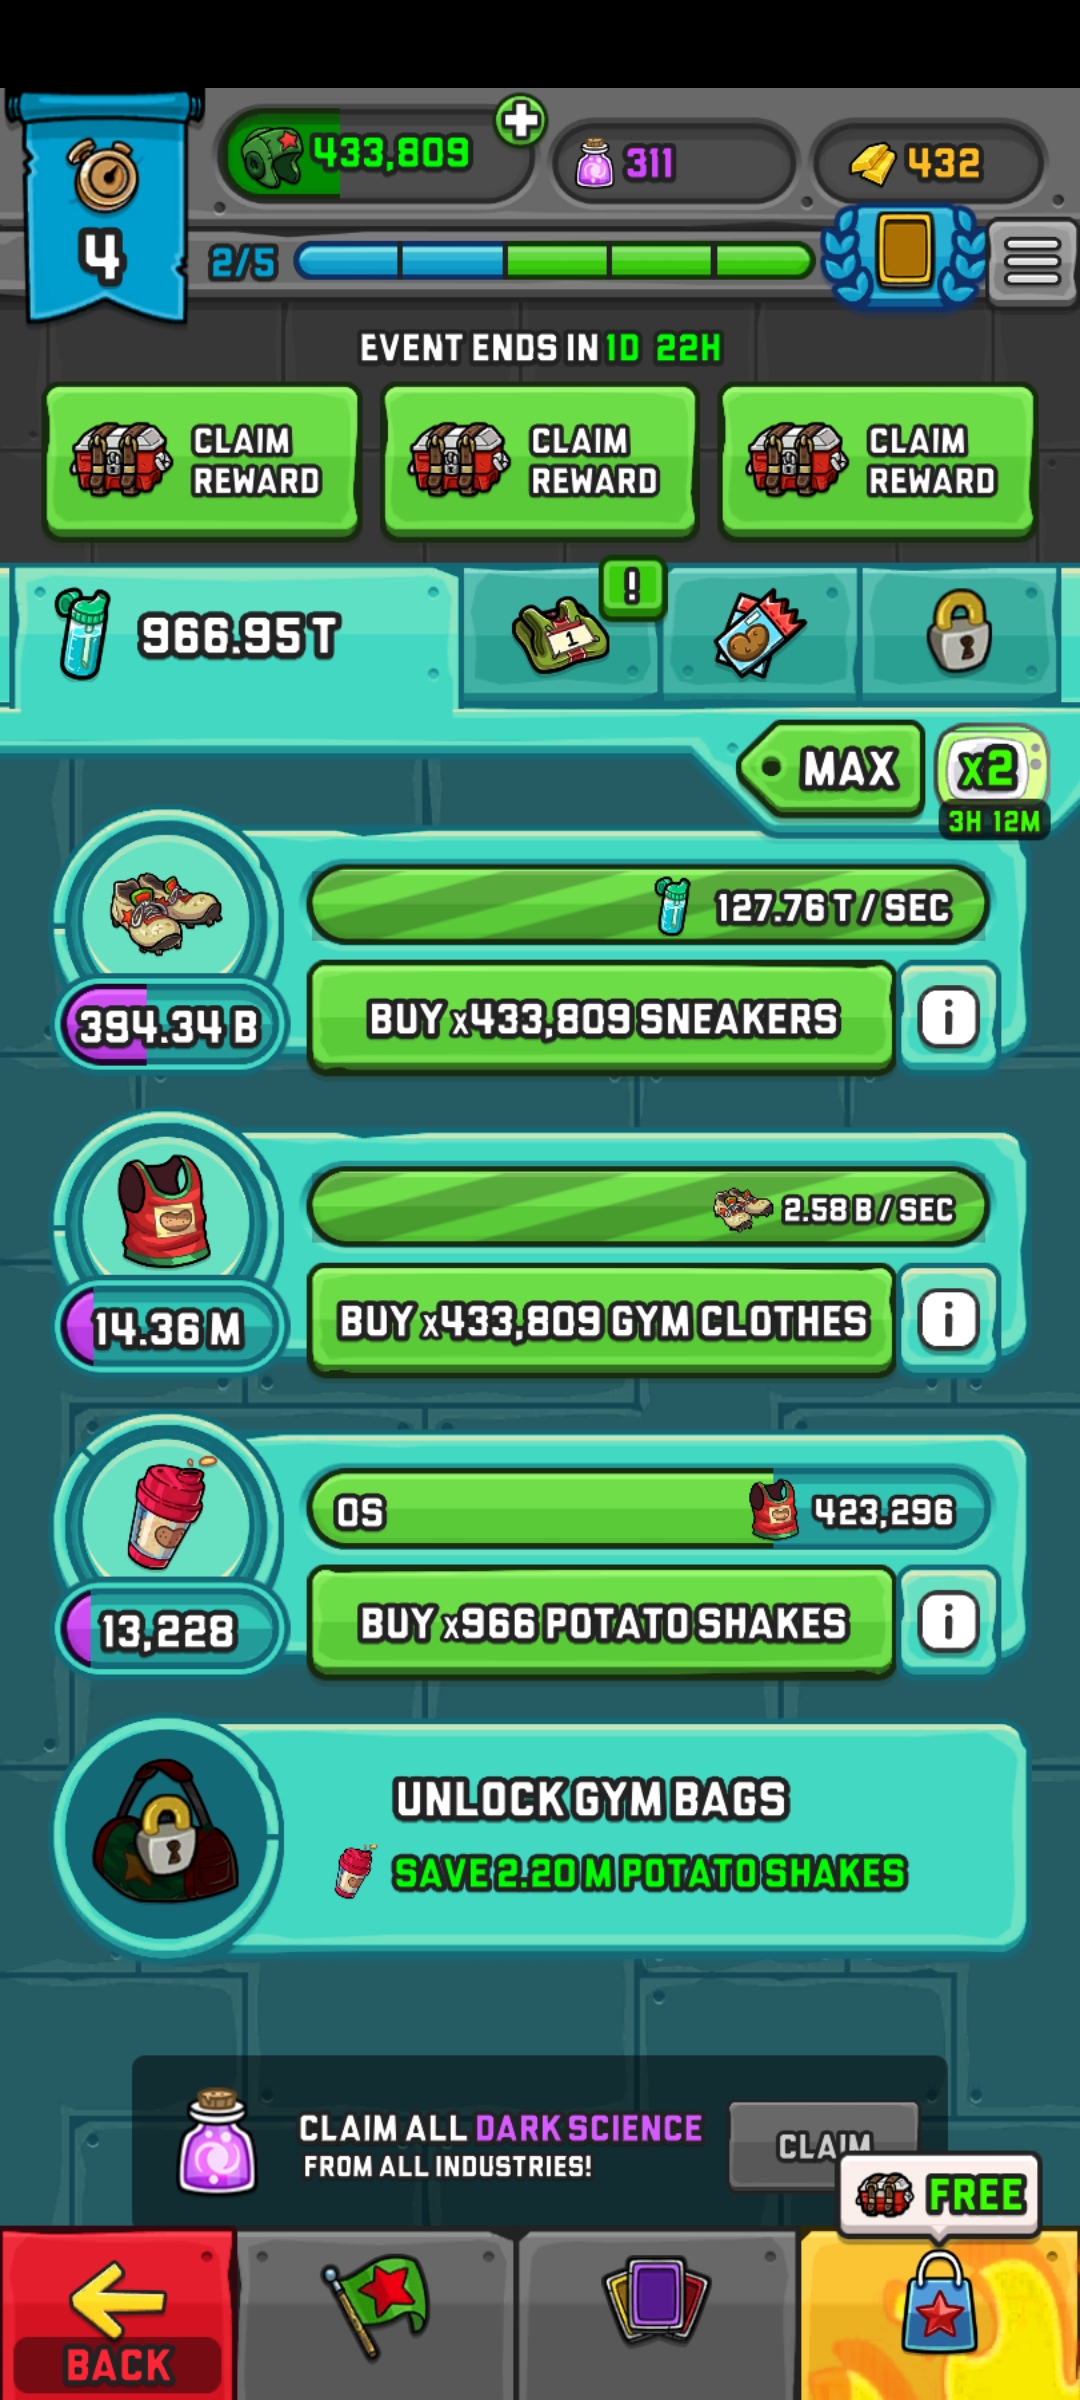 433,809
311
432
4
2/5
EVENT ENDS IN 1D 22H
CLAIM REWARD
CLAIM REWARD
CLAIM REWARD
966.95 T
1
!
MAX
x2
3H 12M
127.76 T / SEC
394.34 B
BUY x433,809 SNEAKERS
i
2.58 B / SEC
14.36 M
BUY x433,809 GYM CLOTHES
i
0S
423,296
13,228
BUY x966 POTATO SHAKES
i
UNLOCK GYM BAGS
SAVE 2.20 M POTATO SHAKES
CLAIM ALL DARK SCIENCE
FROM ALL INDUSTRIES!
CLAIM
FREE
BACK